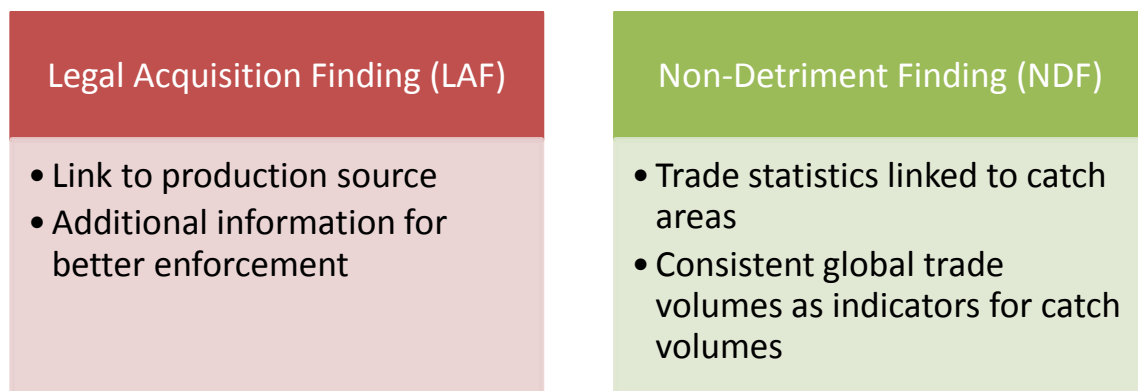 Legal Acquisition Finding (LAF)
• Link to production source
• Additional information for
better enforcement
Non-Detriment Finding (NDF)
• Trade statistics linked to catch
areas
• Consistent global trade
volumes as indicators for catch
volumes